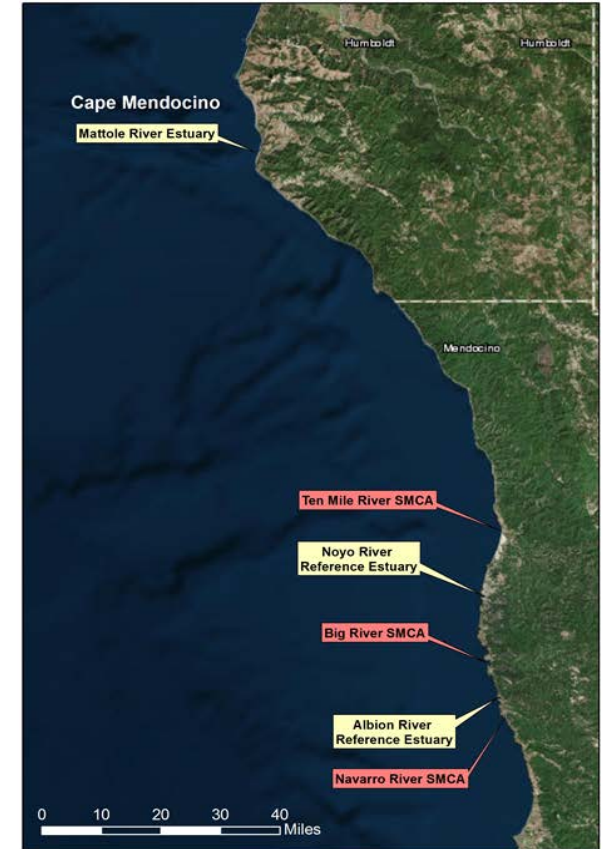 Humboldt
Humboldt
Cape Mendocino
Mattole River Estuary
Mendocino
Ten Mile River SMCA
Noyo River
Reference Estuary
Big River SMCA
Albion River
Reference Estuary
Navarro River SMCA
0 10 20 30 40
Miles